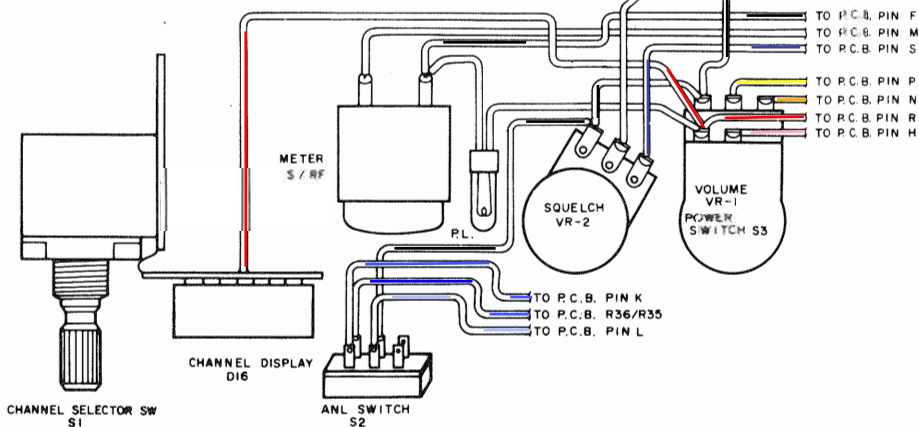 TO P.C.B. PIN F
TO P.C.B. PIN M
TO P.C.B. PIN S
TO P.C.B. PIN P
TO P.C.B. PIN N
TO P.C.B. PIN R
TO P.C.B. PIN H
METER
S / RF
P.L.
SQUELCH
VR-2
VOLUME
VR-1
POWER
SWITCH S3
TO P.C.B. PIN K
TO P.C.B. R36/R35
TO P.C.B. PIN L
CHANNEL DISPLAY
D16
CHANNEL SELECTOR SW
S1
ANL SWITCH
S2